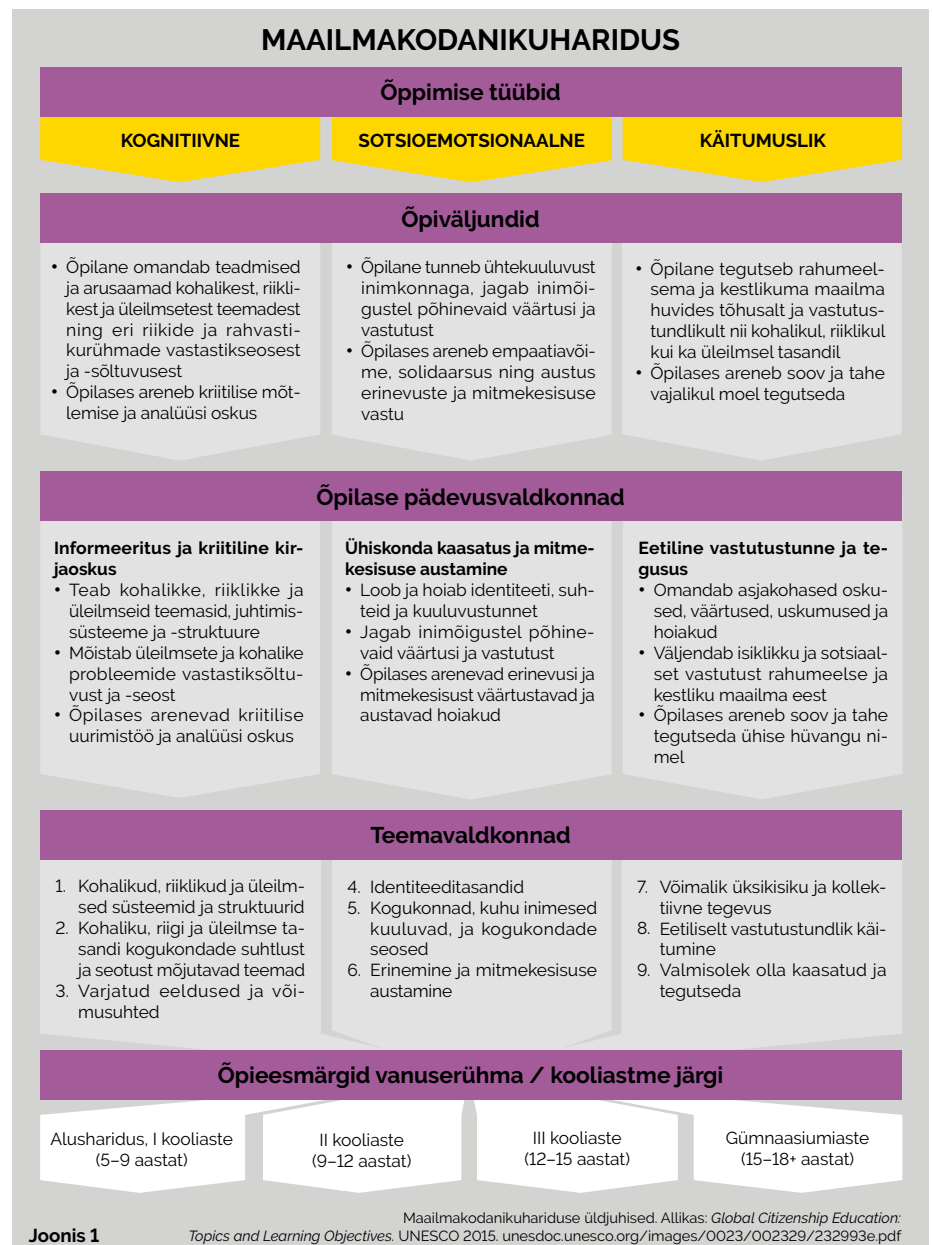 MAAILMAKODANIKUHARIDUS
Õppimise tüübid
KOGNITIIVNE
SOTSIOEMOTSIONAALNE
KÄITUMUSLIK
Õpiväljundid
• Õpilane omandab teadmised
ja arusaamad kohalikest, riikli-
kest ja üleilmsetest teemadest
ning eri riikide ja rahvasti-
kurühmade vastastikseosest
ja -sõltuvusest
• Õpilases areneb kriitilise mõt-
lemise ja analüüsi oskus
• Õpilane tunneb ühtekuuluvust
inimkonnaga, jagab inimõi-
gustel põhinevaid väärtusi ja
vastutust
• Õpilases areneb empaatiavõi-
me, solidaarsus ning austus
erinevuste ja mitmekesisuse
vastu
• Õpilane tegutseb rahumeel-
sema ja kestlikuma maailma
huvides tõhusalt ja vastutus-
tundlikult nii kohalikul, riiklikul
kui ka üleilmsel tasandil
• Õpilases areneb soov ja tahe
vajalikul moel tegutseda
Õpilase pädevusvaldkonnad
Informeeritus ja kriitiline kir-
jaoskus
• Teab kohalikke, riiklikke ja
üleilmseid teemasid, juhtimis-
süsteeme ja -struktuure
• Mõistab üleilmsete ja kohalike
probleemide vastastiksõltu-
vust ja -seost
• Õpilases arenevad kriitilise
uurimistöö ja analüüsi oskus
Ühiskonda kaasatus ja mitme-
kesisuse austamine
• Loob ja hoiab identiteeti, suh-
teid ja kuuluvustunnet
• Jagab inimõigustel põhine-
vaid väärtusi ja vastutust
• Õpilases arenevad erinevusi ja
mitmekesisust väärtustavad ja
austavad hoiakud
Eetiline vastutustunne ja te-
gusus
• Omandab asjakohased osku-
sed, väärtused, uskumused ja
hoiakud
• Väljendab isiklikku ja sotsiaal-
set vastutust rahumeelse ja
kestliku maailma eest
• Õpilases areneb soov ja tahe
tegutseda ühise hüvangu ni-
mel
Teemavaldkonnad
1. Kohalikud, riiklikud ja üleilm-
sed süsteemid ja struktuurid
2. Kohaliku, riigi ja üleilmse ta-
sandi kogukondade suhtlust
ja seotust mõjutavad teemad
3. Varjatud eeldused ja või-
musuhted
4. Identiteeditasandid
5. Kogukonnad, kuhu inimesed
kuuluvad, ja kogukondade
seosed
6. Erinemine ja mitmekesisuse
austamine
7. Võimalik üksikisiku ja kollek-
tiivne tegevus
8. Eetiliselt vastutustundlik käi-
tumine
9. Valmisolek olla kaasatud ja
tegutseda
Õpieesmärgid vanuserühma / kooliastme järgi
Alusharidus, I kooliaste
(5–9 aastat)
II kooliaste
(9–12 aastat)
III kooliaste
(12–15 aastat)
Gümnaasiumiaste
(15–18+ aastat)
Joonis 1
Maailmakodanikuhariduse üldjuhised. Allikas: Global Citizenship Education:
Topics and Learning Objectives. UNESCO 2015. unesdoc.unesco.org/images/0023/002329/232993e.pdf